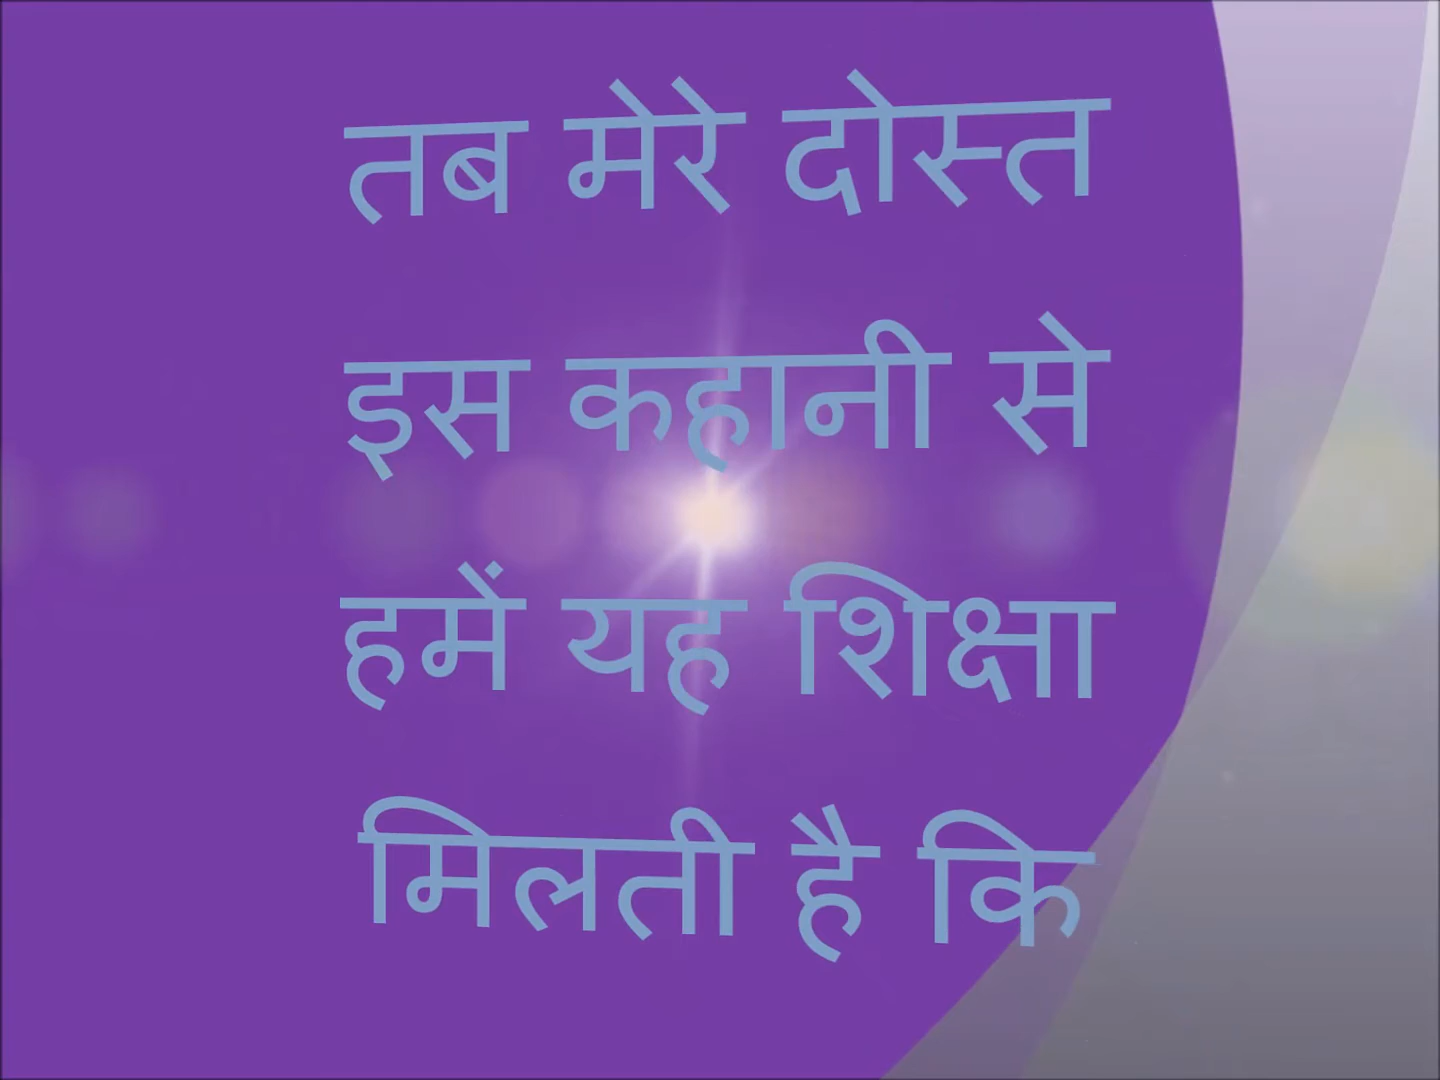 तब मेरे दोस्त
इस कहानी से
हमें यह शिक्षा
मिलती है कि